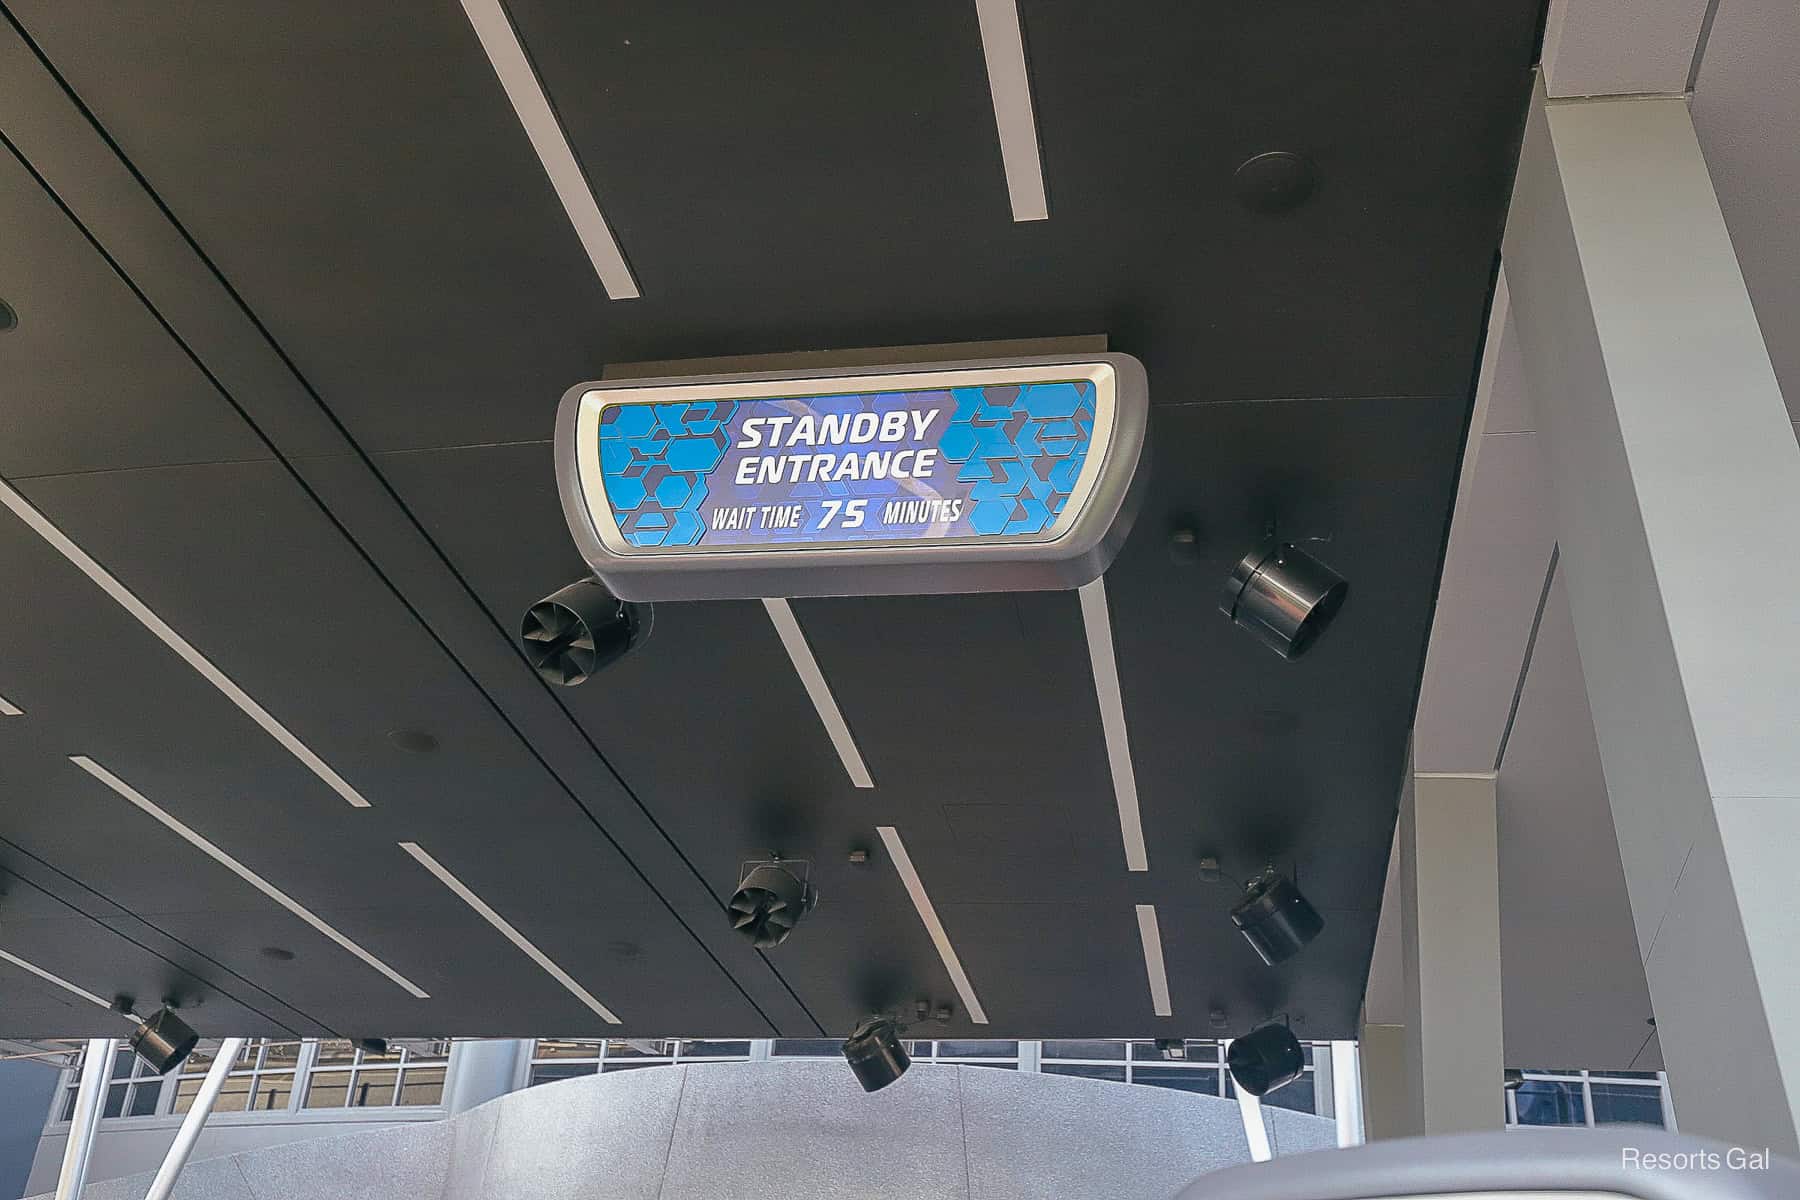 STANDBY
ENTRANCE
WAIT TIME 75 MINUTES
Resorts Gal